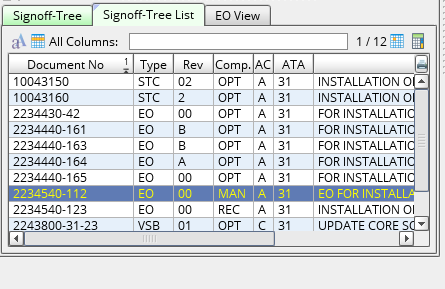 Signoff-Tree Signoff-Tree List EO View
All Columns: 1 / 12
Document No 1 Type Rev Comp. AC ATA
10043150 STC 02 OPT A 31 INSTALLATION O
10043160 STC 2 OPT A 31 INSTALLATION O
2234430-42 EO 00 OPT A 31 FOR INSTALLATIO
2234440-161 EO B OPT A 31 FOR INSTALLATIO
2234440-163 EO B OPT A 31 FOR INSTALLATIO
2234440-164 EO A OPT A 31 FOR INSTALLATIO
2234440-165 EO 00 OPT A 31 FOR INSTALLATIO
2234540-112 EO 00 MAN A 31 EO FOR INSTALLA
2234540-123 EO 00 REC A 31 INSTALLATION O
2243800-31-23 VSB 01 OPT C 31 UPDATE CORE SO